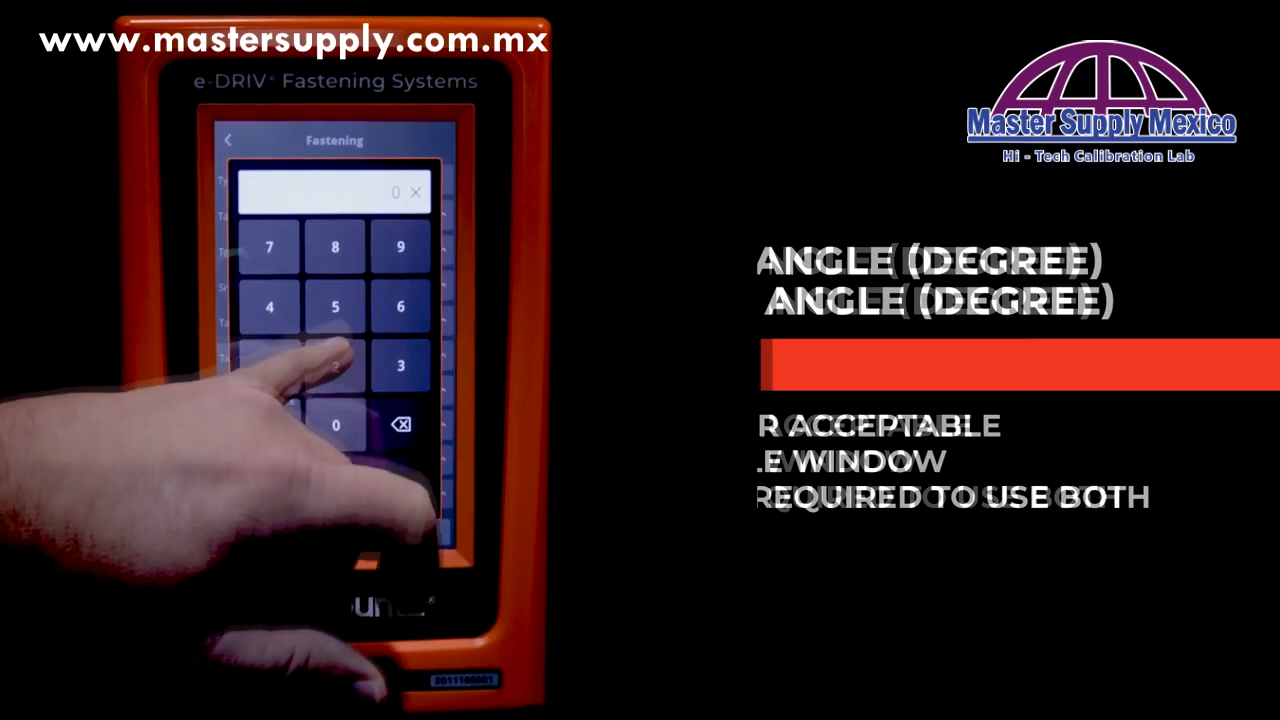 www.mastersupply.com.mx
e-DRIV® Fastening Systems
Fastening
0 ×
7 8 9
4 5 6
3
0
Master Supply Mexico
Hi - Tech Calibration Lab
ANGLE (DEGREE)
ANGLE (DEGREE)
R ACCEPTABLE
LE WINDOW
REQUIRED TO USE BOTH